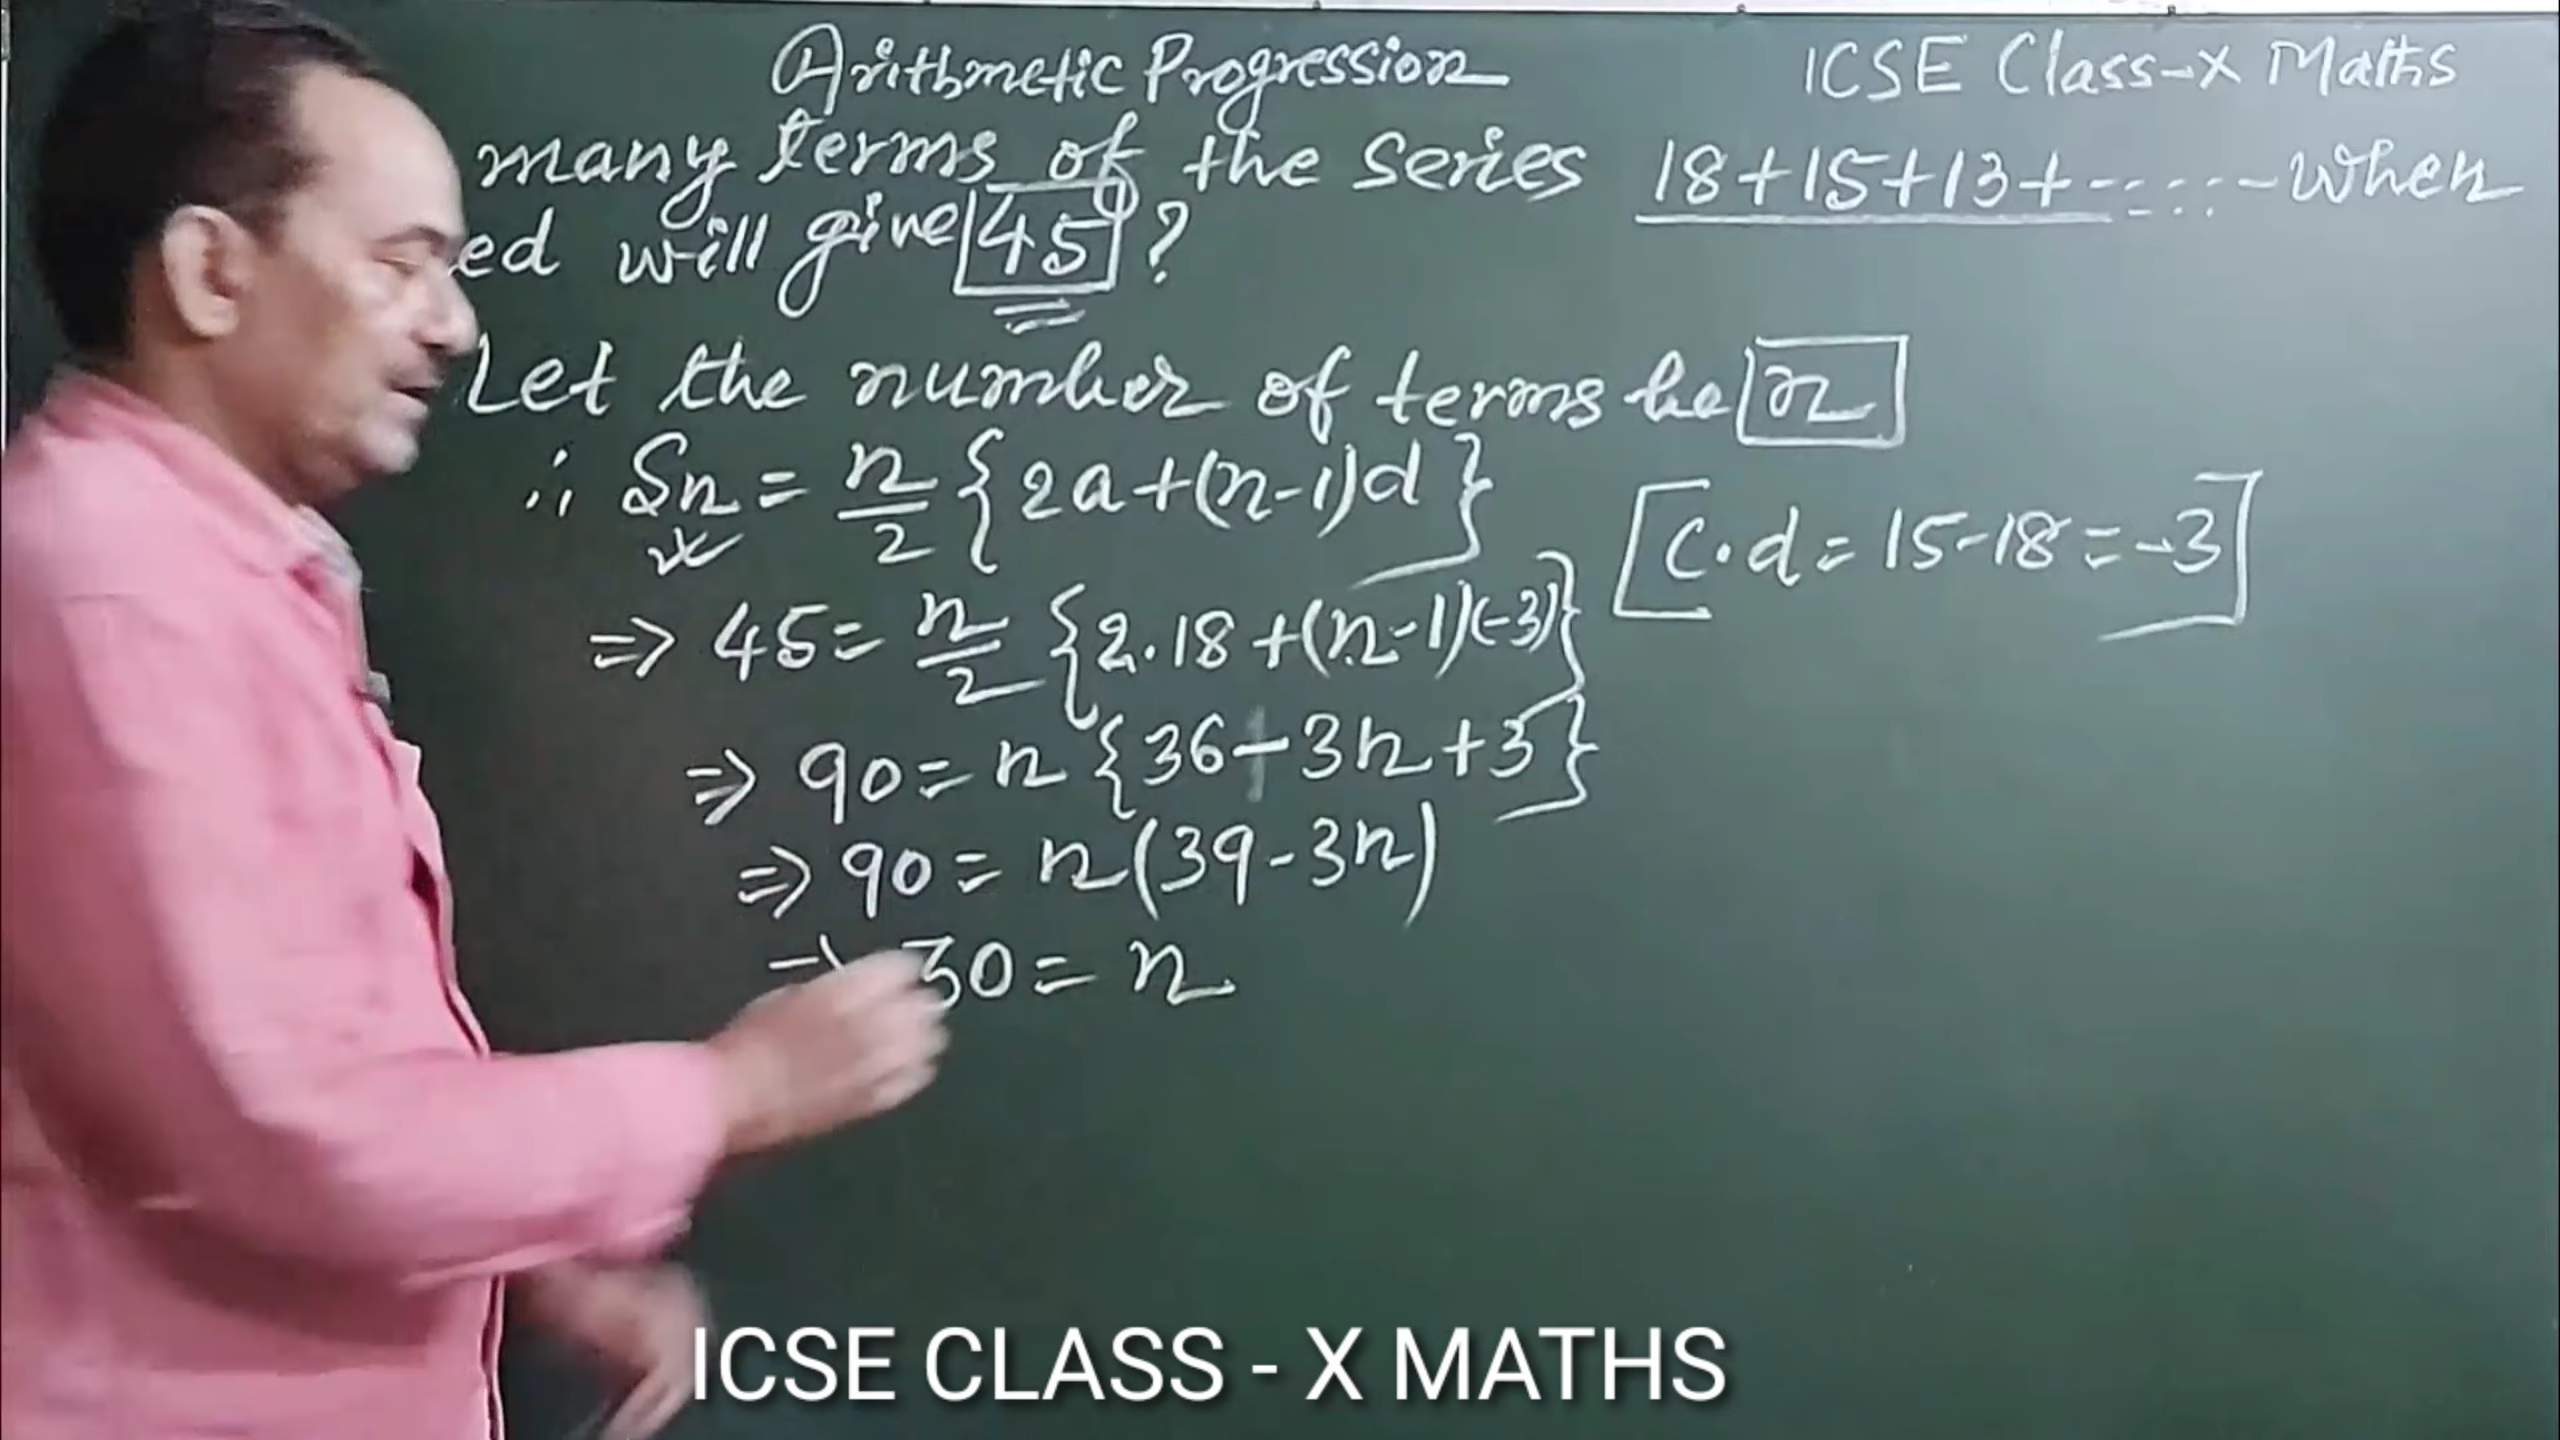 Arithmetic Progression
ICSE Class-X Maths
many terms of the series 18+15+13+-----When
ed will give 45 ?
Let the number of terms be n
∴ Sn = n/2 {2a+(n-1)d}
[C.d = 15-18 = -3]
=> 45 = n/2 {2.18+(n-1)(-3)}
=> 90 = n {36-3n+3}
=> 90 = n(39-3n)
=> 30 = n
ICSE CLASS - X MATHS